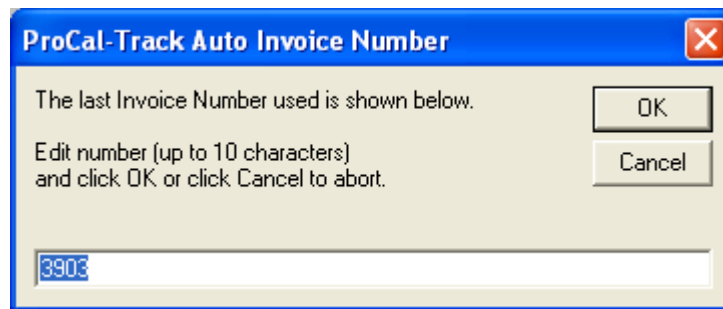 ProCal-Track Auto Invoice Number
The last Invoice Number used is shown below.
OK
Edit number (up to 10 characters)
and click OK or click Cancel to abort.
Cancel
3903